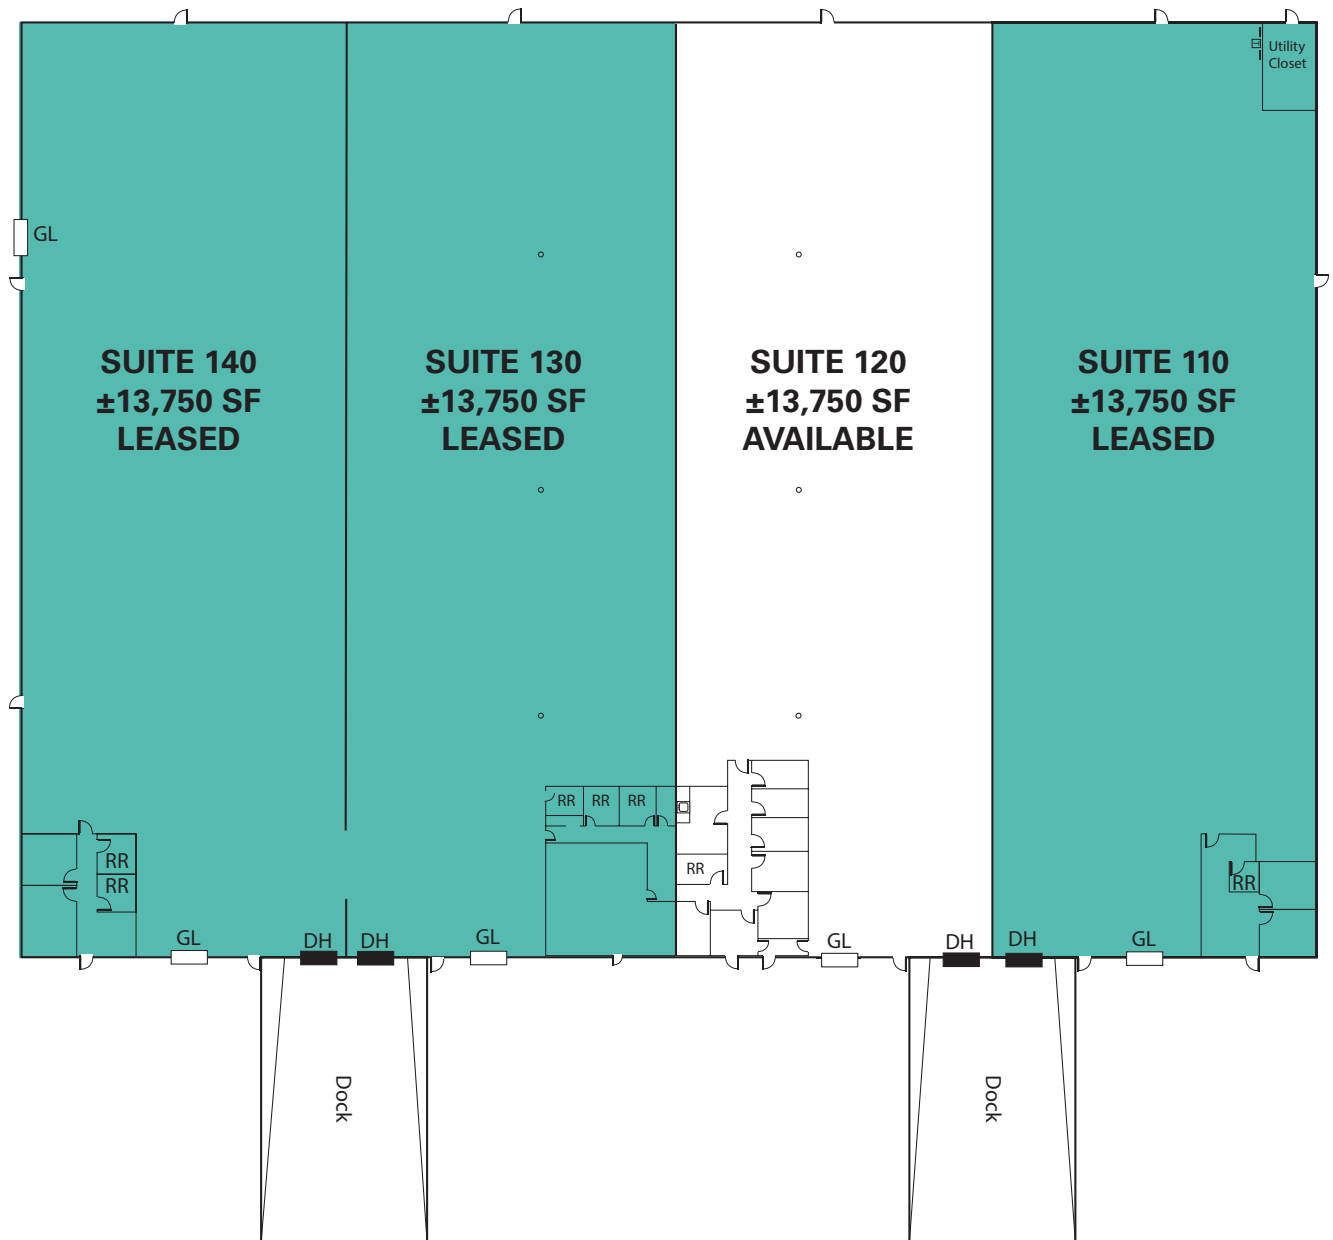 Utility
Closet
GL
SUITE 140
±13,750 SF
LEASED
SUITE 130
±13,750 SF
LEASED
SUITE 120
±13,750 SF
AVAILABLE
SUITE 110
±13,750 SF
LEASED
RR
RR
RR
RR
RR
RR
RR
GL
DH
DH
GL
GL
DH
DH
GL
Dock
Dock